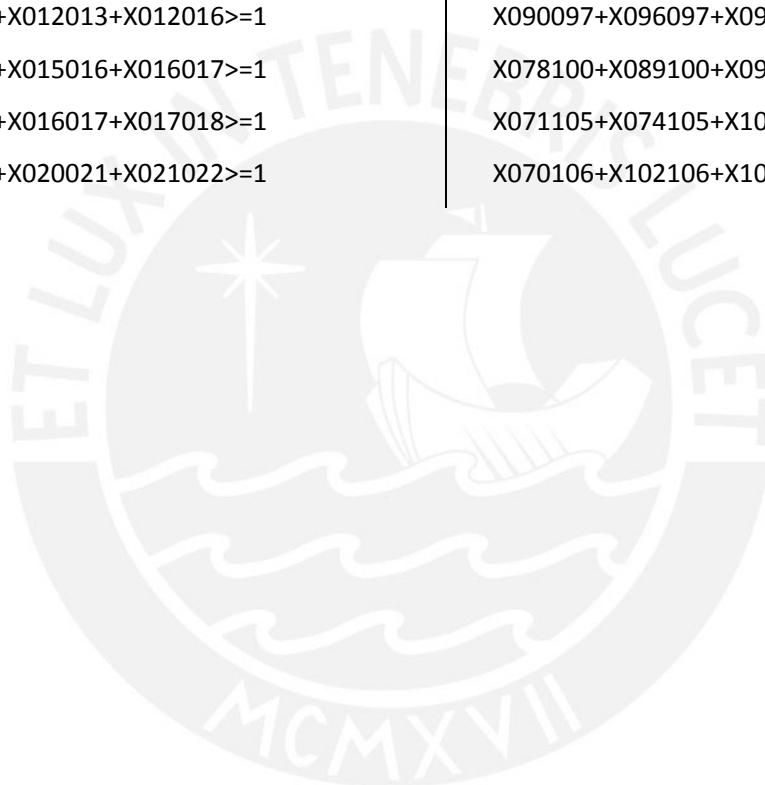 +X012013+X012016>=1
+X015016+X016017>=1
+X016017+X017018>=1
+X020021+X021022>=1
X090097+X096097+X09
X078100+X089100+X09
X071105+X074105+X10
X070106+X102106+X10
ET LUX IN TENEBRIS LUCET
MCMXVII